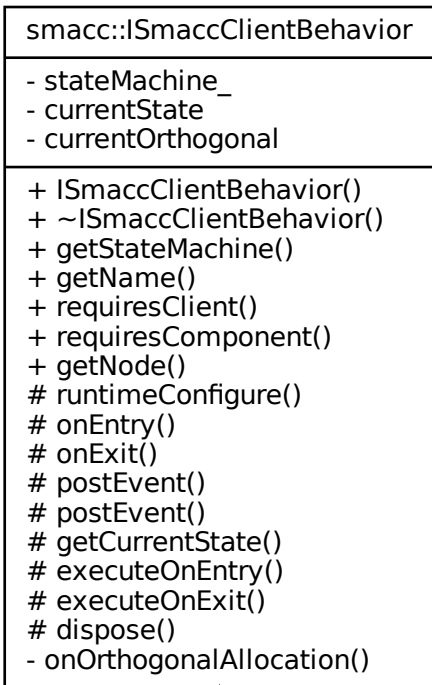 smacc::ISmaccClientBehavior
- stateMachine_
- currentState
- currentOrthogonal
+ ISmaccClientBehavior()
+ ~ISmaccClientBehavior()
+ getStateMachine()
+ getName()
+ requiresClient()
+ requiresComponent()
+ getNode()
# runtimeConfigure()
# onEntry()
# onExit()
# postEvent()
# postEvent()
# getCurrentState()
# executeOnEntry()
# executeOnExit()
# dispose()
- onOrthogonalAllocation()